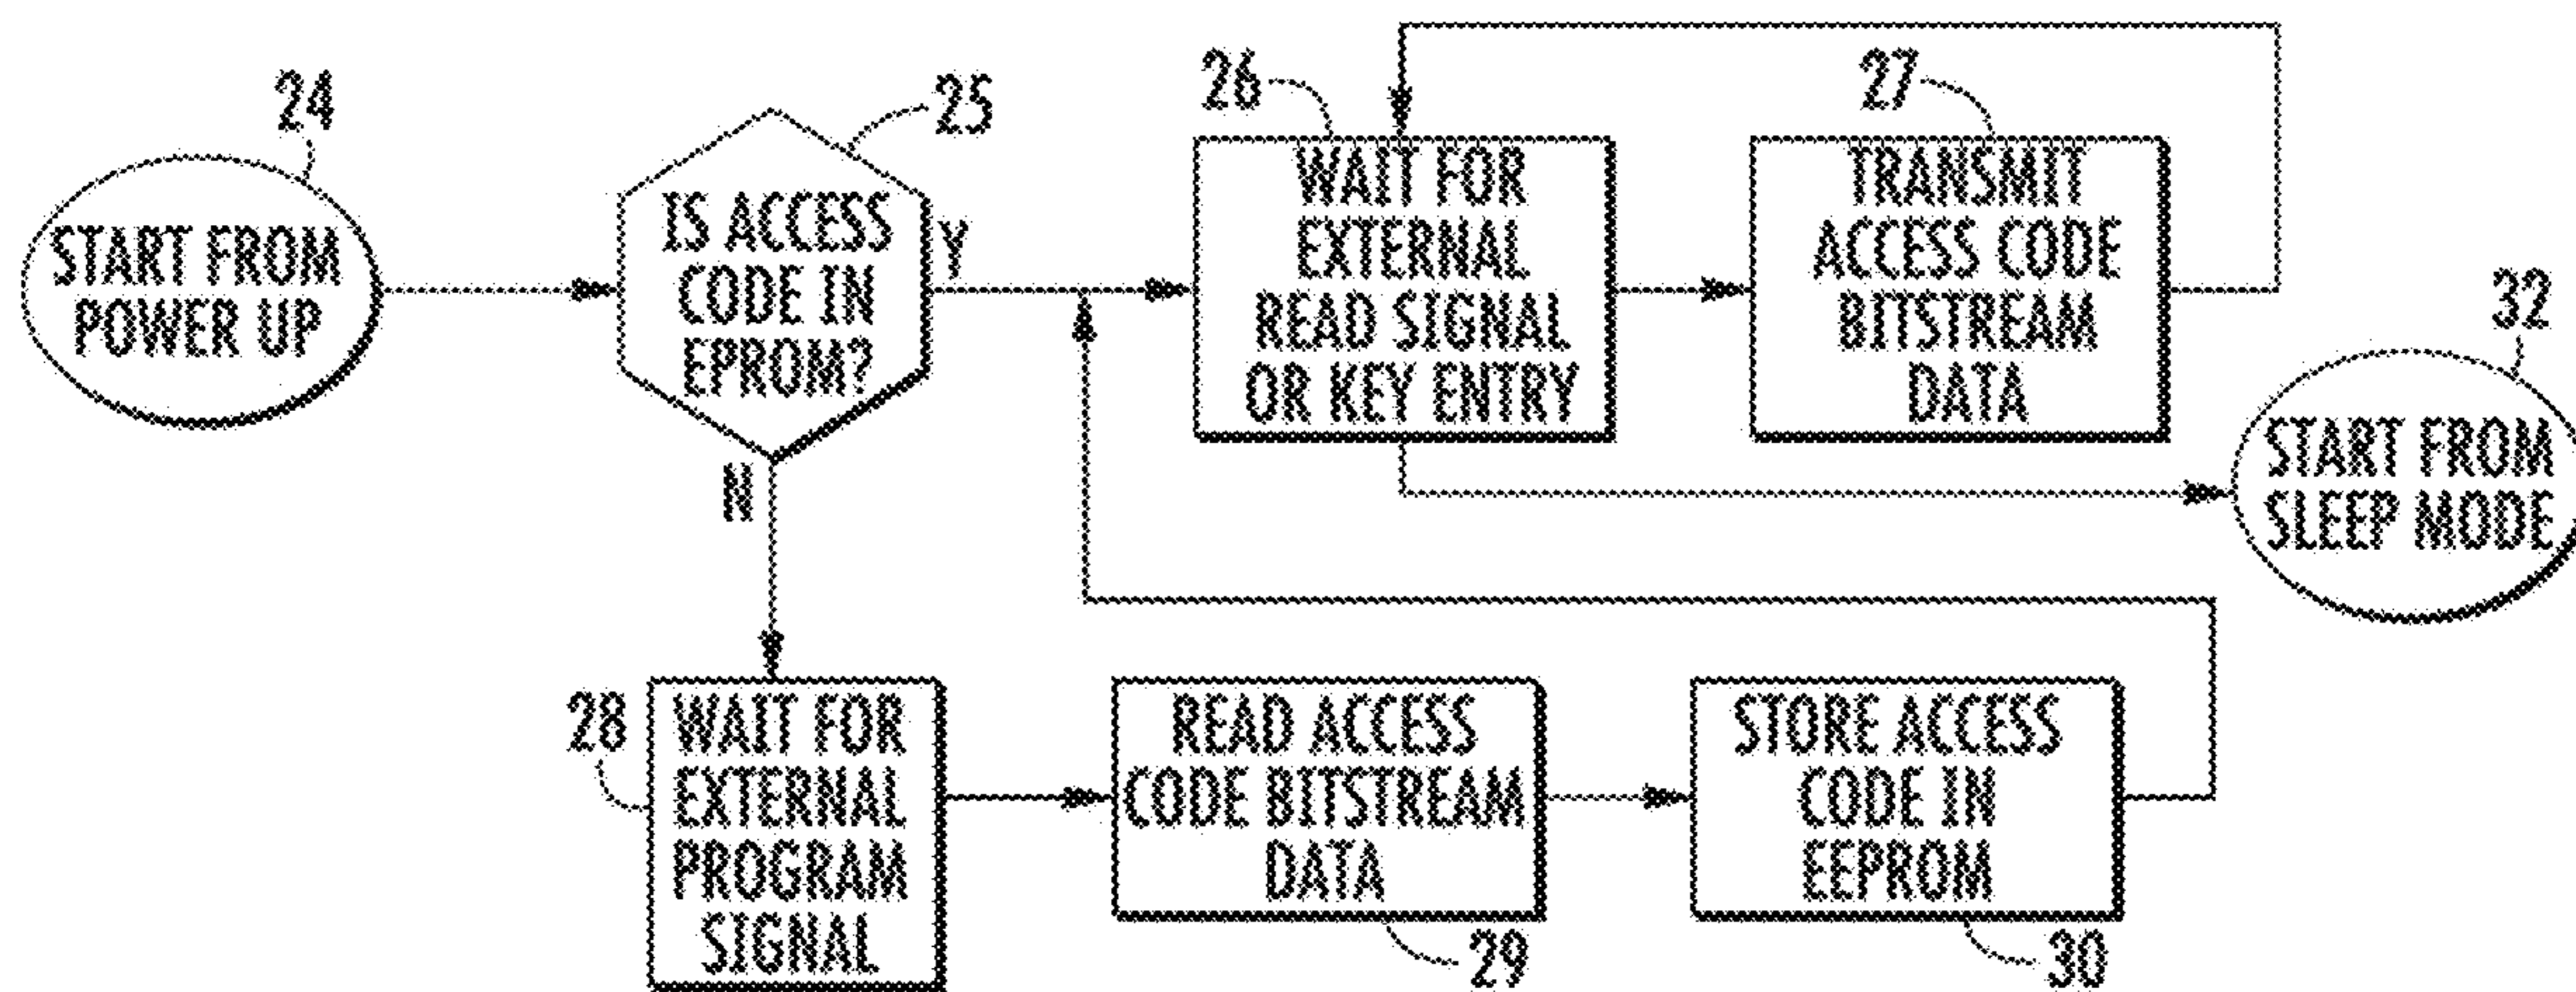 24
START FROM
POWER UP
25
IS ACCESS
CODE IN
EPROM?
Y
N
26
WAIT FOR
EXTERNAL
READ SIGNAL
OR KEY ENTRY
27
TRANSMIT
ACCESS CODE
BITSTREAM
DATA
32
START FROM
SLEEP MODE
28
WAIT FOR
EXTERNAL
PROGRAM
SIGNAL
READ ACCESS
CODE BITSTREAM
DATA
29
STORE ACCESS
CODE IN
EEPROM
30